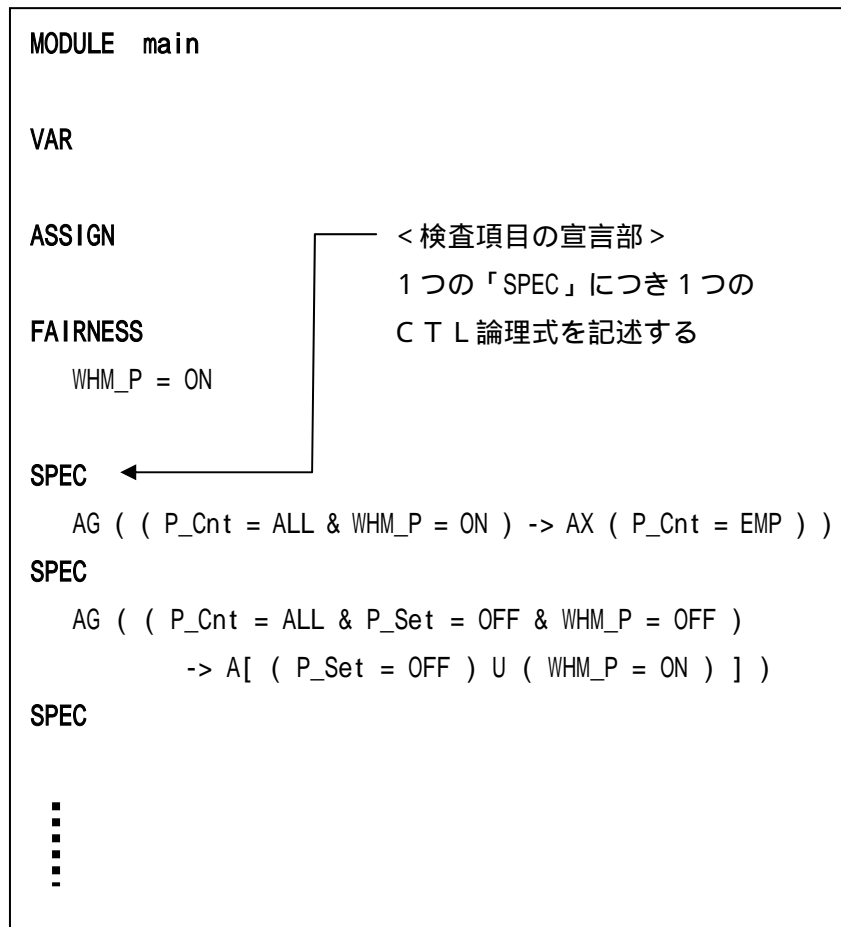 MODULE main
VAR
ASSIGN
<検査項目の宣言部>
1つの「SPEC」につき1つの
FAIRNESS
CTL論理式を記述する
WHM_P = ON
SPEC
AG ( ( P_Cnt = ALL & WHM_P = ON ) -> AX ( P_Cnt = EMP ) )
SPEC
AG ( ( P_Cnt = ALL & P_Set = OFF & WHM_P = OFF )
-> A[ ( P_Set = OFF ) U ( WHM_P = ON ) ] )
SPEC